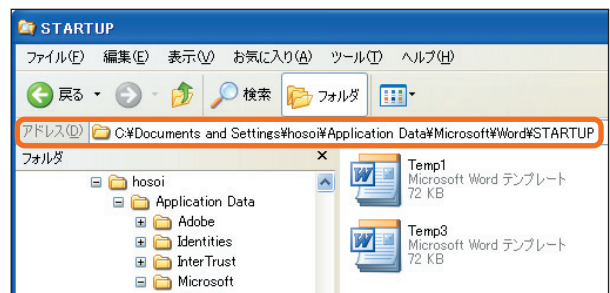 STARTUP
ファイル(F) 編集(E) 表示(V) お気に入り(A) ツール(T) ヘルプ(H)
戻る 検索 フォルダ
アドレス(D) C:¥Documents and Settings¥hosoi¥Application Data¥Microsoft¥Word¥STARTUP
フォルダ ×
hosoi
Application Data
Adobe
Identities
InterTrust
Microsoft
Temp1
Microsoft Word テンプレート
72 KB
Temp3
Microsoft Word テンプレート
72 KB